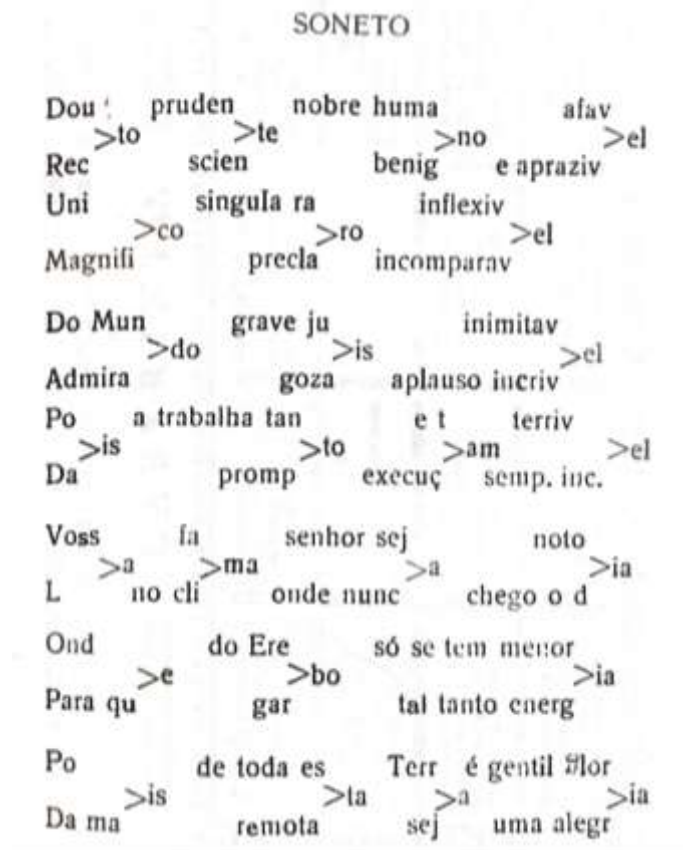 SONETO
Dou pruden nobre huma afav
>to >te >no >el
Rec scien benig e apraziv
Uni singula ra inflexiv
>co >ro >el
Magnifi precla incomparav
Do Mun grave ju inimitav
>do >is >el
Admira goza aplauso incriv
Po a trabalha tan e t terriv
>is >to >am >el
Da promp execuç semp. inc.
Voss fa senhor sej noto
>a >ma >a >ia
L no cli onde nunc chego o d
Ond do Ere só se tem menor
>e >bo >ia
Para qu gar tal tanto energ
Po de toda es Terr é gentil flor
>is >ta >a >ia
Da ma remota sej uma alegr